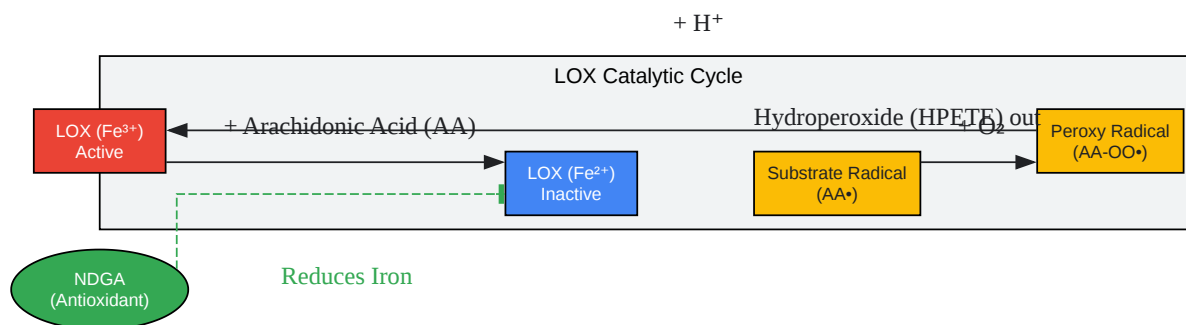 + H⁺
LOX Catalytic Cycle
+ Arachidonic Acid (AA)
Hydroperoxide (HPETE) out
+ O₂
LOX (Fe³⁺)
Active
Peroxy Radical
(AA-OO•)
LOX (Fe²⁺)
Inactive
Substrate Radical
(AA•)
NDGA
(Antioxidant)
Reduces Iron